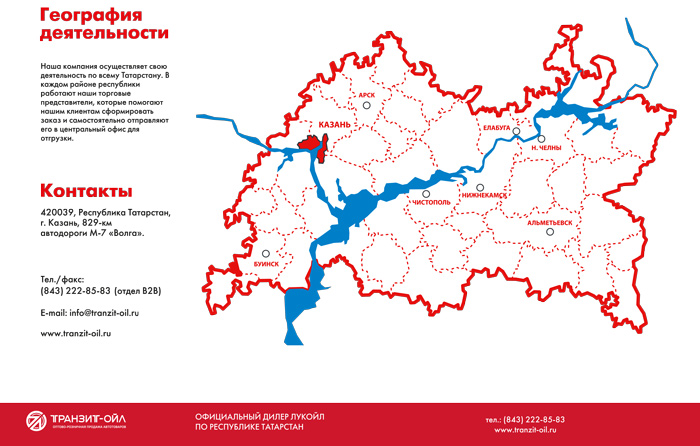 География
деятельности
Наша компания осуществляет свою
деятельность по всему Татарстану. В
каждом районе республики
работают наши торговые
представители, которые помогают
нашим клиентам сформировать
заказ и самостоятельно отправляют
его в центральный офис для
отгрузки.
Контакты
420039, Республика Татарстан,
г. Казань, 829-км
автодороги М-7 «Волга».
Тел./факс:
(843) 222-85-83 (отдел B2B)
E-mail: info@tranzit-oil.ru
www.tranzit-oil.ru
АРСК
КАЗАНЬ
ЕЛАБУГА
Н. ЧЕЛНЫ
НИЖНЕКАМСК
ЧИСТОПОЛЬ
АЛЬМЕТЬЕВСК
БУИНСК
ТРАНЗИТ-ОЙЛ
ОПТОВО-РОЗНИЧНАЯ ПРОДАЖА АВТОТОВАРОВ
ОФИЦИАЛЬНЫЙ ДИЛЕР ЛУКОЙЛ
ПО РЕСПУБЛИКЕ ТАТАРСТАН
тел.: (843) 222-85-83
www.tranzit-oil.ru